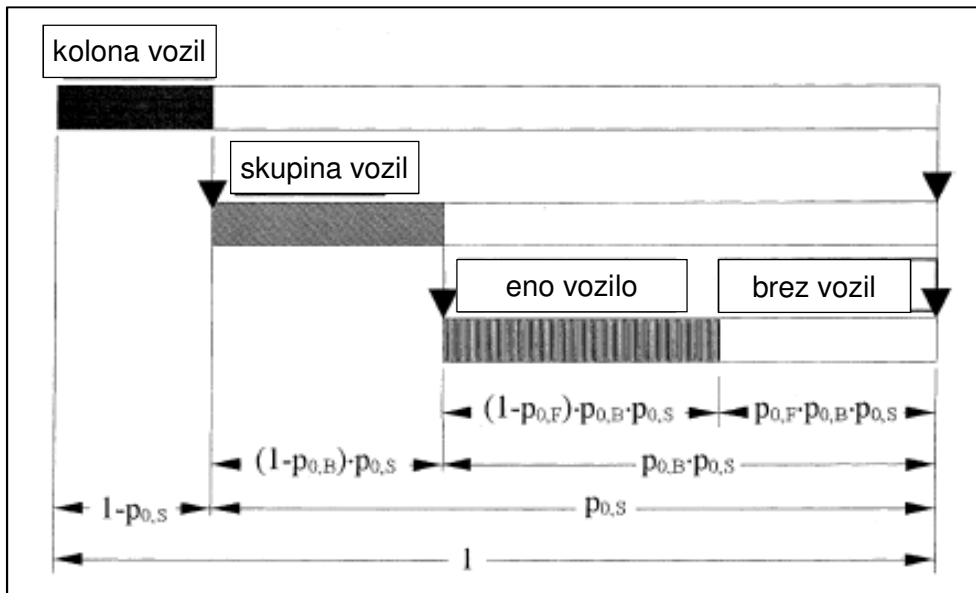 kolona vozil
skupina vozil
eno vozilo brez vozil
(1-p₀,F)·p₀,B·p₀,S p₀,F·p₀,B·p₀,S
(1-p₀,B)·p₀,S p₀,B·p₀,S
1-p₀,S p₀,S
1